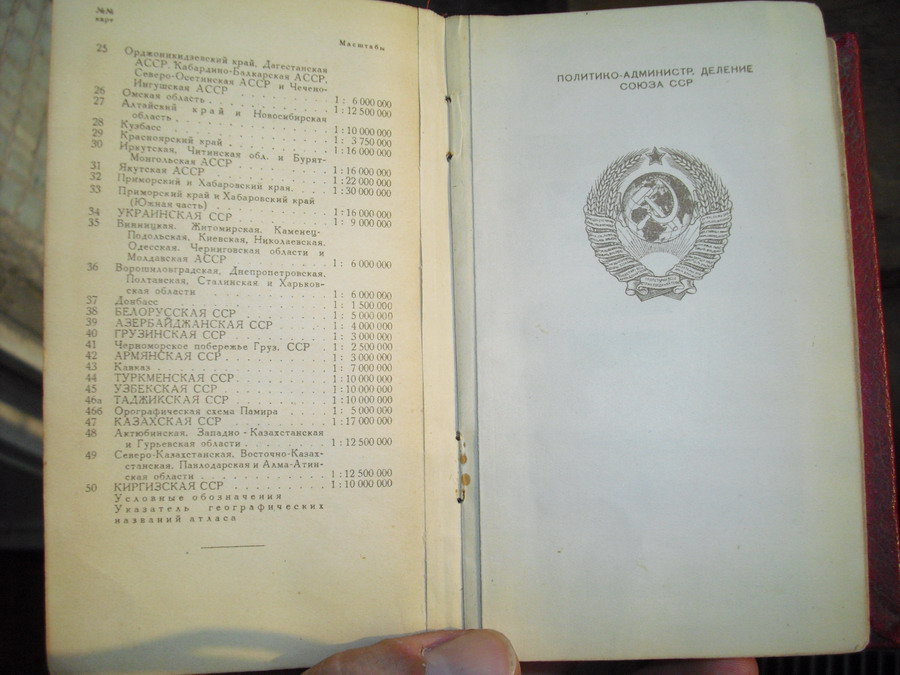 №№
карт
Масштабы
25 Орджоникидзевский край, Дагестанская
АССР, Кабардино-Балкарская АССР,
Северо-Осетинская АССР и Чечено-
Ингушская АССР . . . . . . . . 1 : 6 000 000
26 Омская область . . . . . . . . 1 : 12 500 000
27 Алтайский край и Новосибирская
область . . . . . . . . 1 : 10 000 000
28 Кузбасс . . . . . . . . 1 : 3 750 000
29 Красноярский край . . . . . . . . 1 : 16 000 000
30 Иркутская, Читинская обл. и Бурят-
Монгольская АССР . . . . . . . . 1 : 16 000 000
31 Якутская АССР . . . . . . . . 1 : 22 000 000
32 Приморский и Хабаровский края. . . . 1 : 30 000 000
33 Приморский край и Хабаровский край
(Южная часть) . . . . . . . . 1 : 16 000 000
34 УКРАИНСКАЯ ССР . . . . . . . . 1 : 9 000 000
35 Винницкая, Житомирская, Каменец-
Подольская, Киевская, Николаевская,
Одесская, Черниговская области и
Молдавская АССР . . . . . . . . 1 : 6 000 000
36 Ворошиловградская, Днепропетровская,
Полтавская, Сталинская и Харьков-
ская области . . . . . . . . 1 : 6 000 000
37 Донбасс . . . . . . . . 1 : 1 500 000
38 БЕЛОРУССКАЯ ССР . . . . . . . . 1 : 5 000 000
39 АЗЕРБАЙДЖАНСКАЯ ССР . . . . 1 : 4 000 000
40 ГРУЗИНСКАЯ ССР . . . . . . . . 1 : 3 000 000
41 Черноморское побережье Груз. ССР . . 1 : 2 500 000
42 АРМЯНСКАЯ ССР . . . . . . . . 1 : 3 000 000
43 Кавказ . . . . . . . . 1 : 7 000 000
44 ТУРКМЕНСКАЯ ССР . . . . . . . . 1 : 10 000 000
45 УЗБЕКСКАЯ ССР . . . . . . . . 1 : 10 000 000
46а ТАДЖИКСКАЯ ССР . . . . . . . . 1 : 10 000 000
46б Орографическая схема Памира . . . . 1 : 5 000 000
47 КАЗАХСКАЯ ССР . . . . . . . . 1 : 17 000 000
48 Актюбинская, Западно-Казахстанская
и Гурьевская области . . . . . . . . 1 : 12 500 000
49 Северо-Казахстанская, Восточно-Казах-
станская, Павлодарская и Алма-Атин-
ская области . . . . . . . . 1 : 12 500 000
50 КИРГИЗСКАЯ ССР . . . . . . . . 1 : 10 000 000
Условные обозначения
Указатель географических
названий атласа
ПОЛИТИКО-АДМИНИСТР. ДЕЛЕНИЕ
СОЮЗА ССР